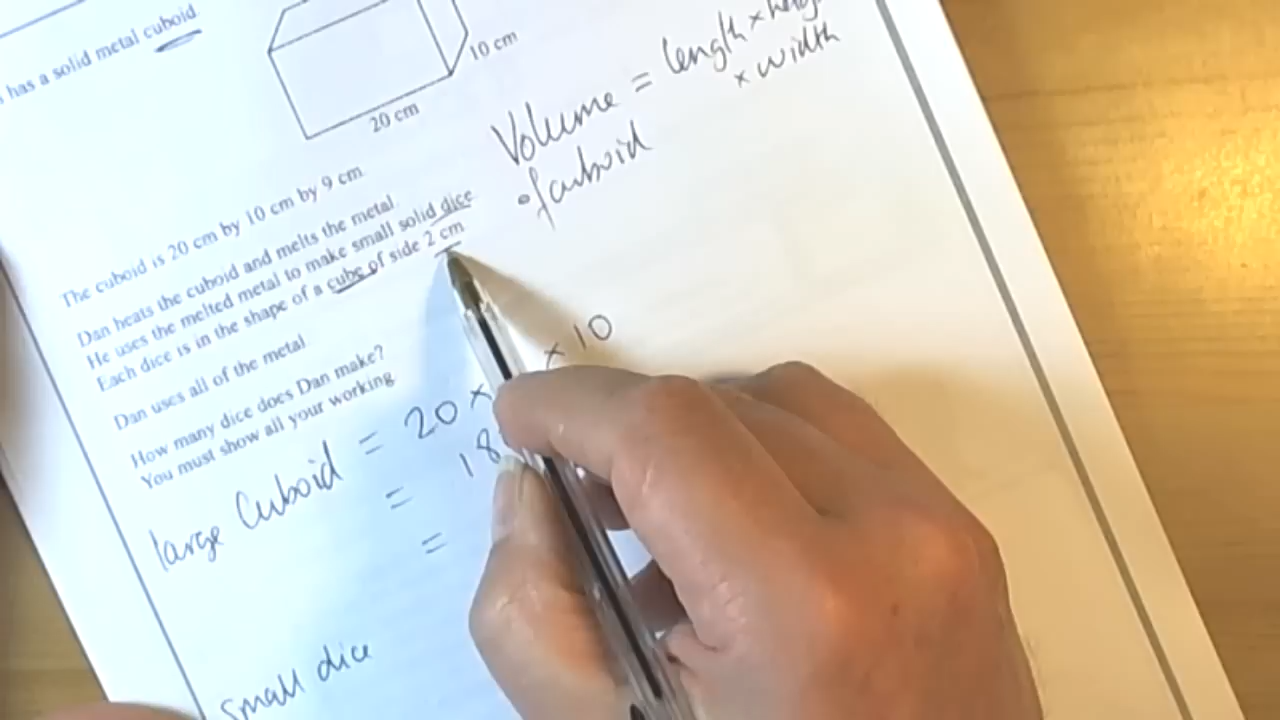 has a solid metal cuboid.
10 cm
20 cm
Volume = length × height
of cuboid × width
The cuboid is 20 cm by 10 cm by 9 cm.
Dan heats the cuboid and melts the metal.
He uses the melted metal to make small solid dice.
Each dice is in the shape of a cube of side 2 cm
Dan uses all of the metal.
How many dice does Dan make?
You must show all your working.
large Cuboid = 20 × × 10
= 18
=
small dice